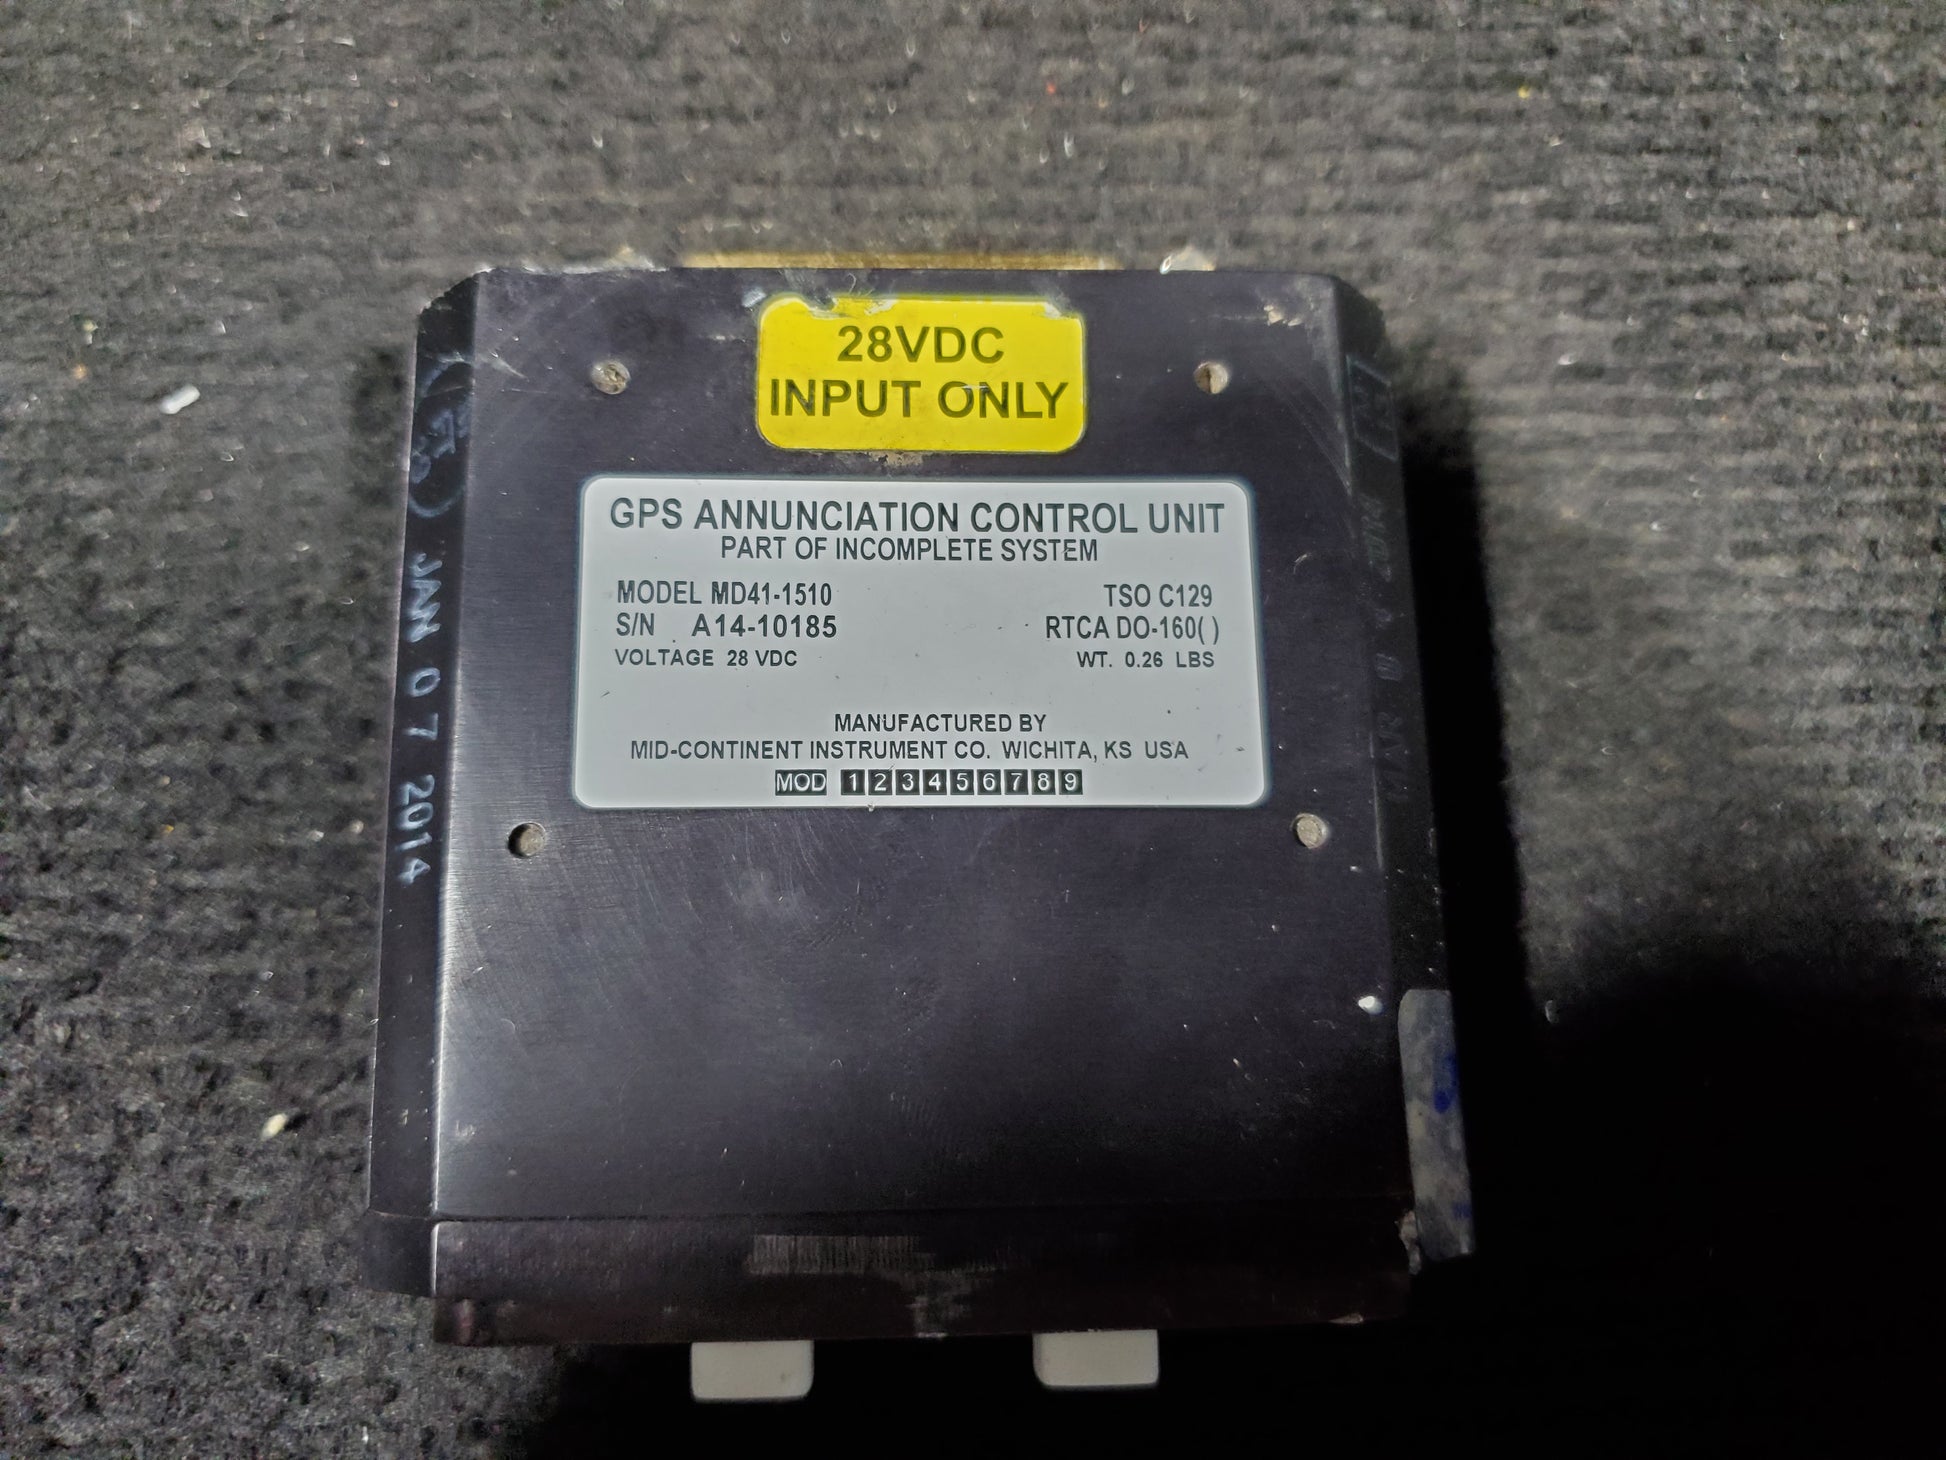 28VDC
INPUT ONLY
GPS ANNUNCIATION CONTROL UNIT
PART OF INCOMPLETE SYSTEM
MODEL MD41-1510 TSO C129
S/N A14-10185 RTCA DO-160( )
VOLTAGE 28 VDC WT. 0.26 LBS
MANUFACTURED BY
MID-CONTINENT INSTRUMENT CO. WICHITA, KS USA
MOD 1 2 3 4 5 6 7 8 9
JAN 07 2014
MAR